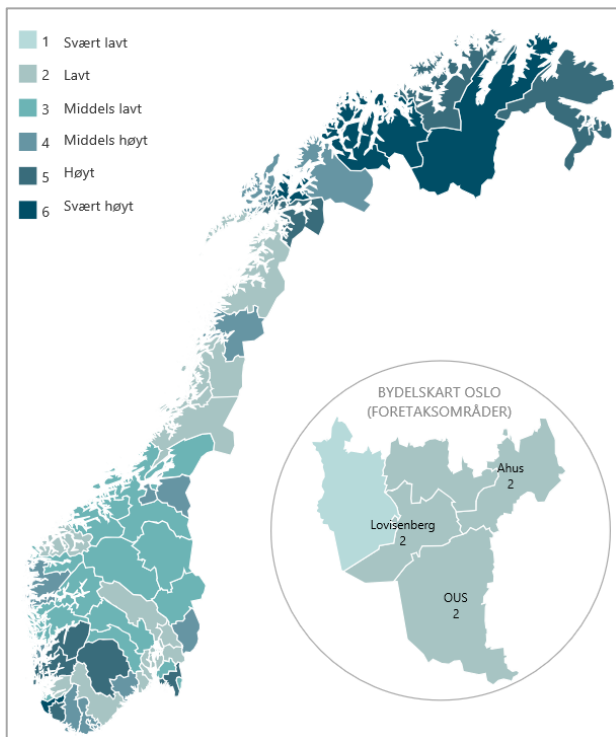 1 Svært lavt
2 Lavt
3 Middels lavt
4 Middels høyt
5 Høyt
6 Svært høyt
BYDELSKART OSLO
(FORETAKSOMRÅDER)
Ahus
2
Lovisenberg
2
OUS
2